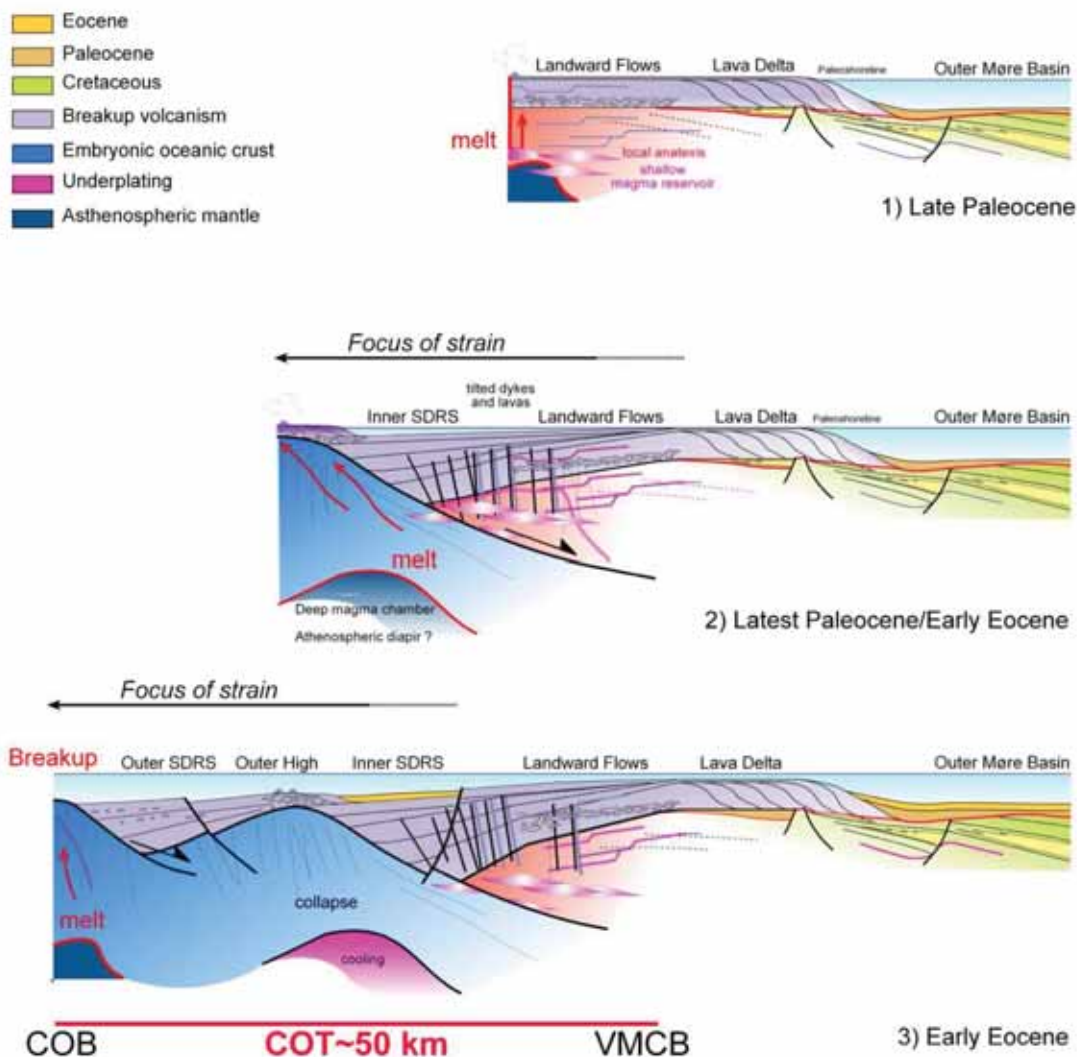 Eocene
Paleocene
Cretaceous
Breakup volcanism
Embryonic oceanic crust
Underplating
Asthenospheric mantle
Landward Flows
Lava Delta
Paleoshoreline
Outer Møre Basin
melt
local anatexis
shallow
magma reservoir
1) Late Paleocene
Focus of strain
tilted dykes
and lavas
Inner SDRS
Landward Flows
Lava Delta
Paleoshoreline
Outer Møre Basin
melt
Deep magma chamber
Athenospheric diapir ?
2) Latest Paleocene/Early Eocene
Focus of strain
Breakup
Outer SDRS
Outer High
Inner SDRS
Landward Flows
Lava Delta
Outer Møre Basin
collapse
melt
cooling
COB
COT~50 km
VMCB
3) Early Eocene